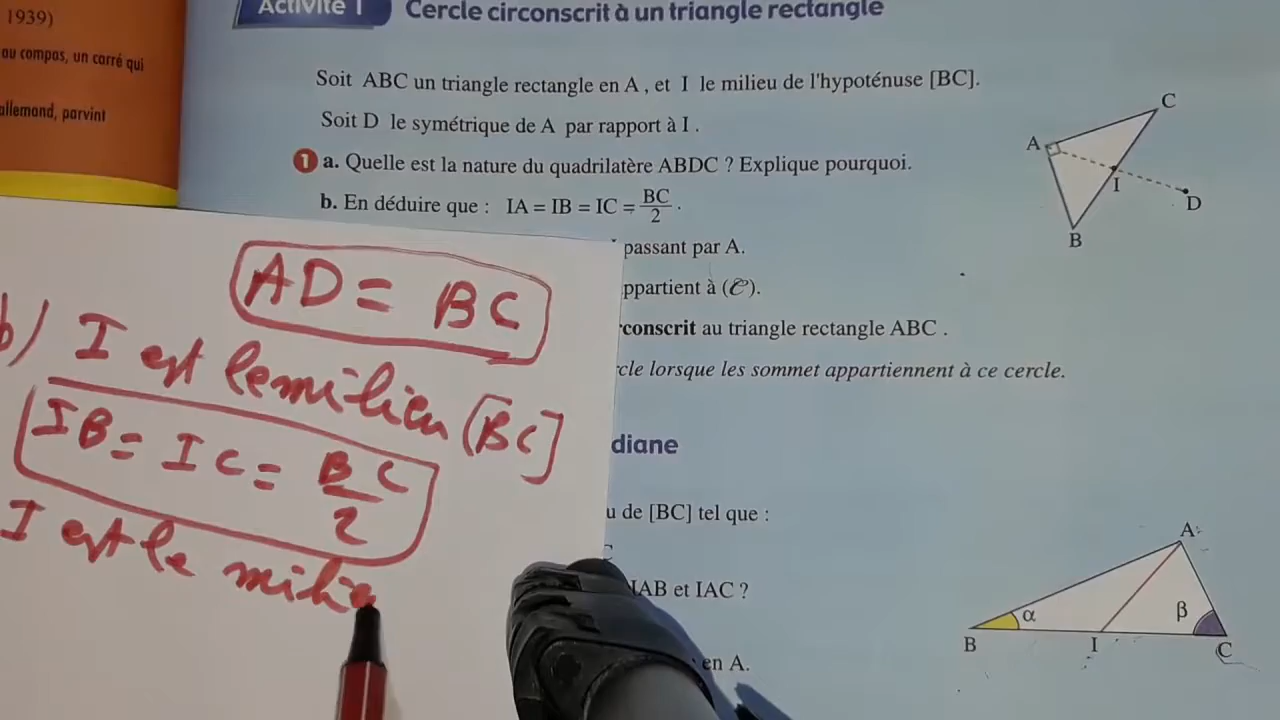 1939)
au compas, un carré qui
allemand, parvint
Activité 1 Cercle circonscrit à un triangle rectangle
Soit ABC un triangle rectangle en A, et I le milieu de l'hypoténuse [BC].
Soit D le symétrique de A par rapport à I.
1 a. Quelle est la nature du quadrilatère ABDC ? Explique pourquoi.
b. En déduire que : IA = IB = IC = BC/2.
passant par A.
ppartient à (𝒞).
rconscrit au triangle rectangle ABC.
rcle lorsque les sommet appartiennent à ce cercle.
diane
u de [BC] tel que :
IAB et IAC ?
en A.
A
B
C
I
D
A
B
I
C
α
β
AD = BC
b) I est le milieu [BC]
IB = IC = BC/2
I est le milie